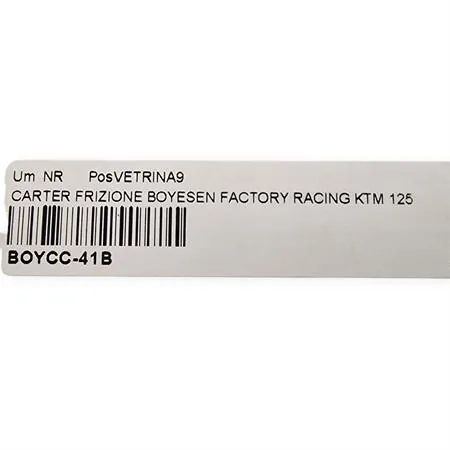 Um NR PosVETRINA9
CARTER FRIZIONE BOYESEN FACTORY RACING KTM 125
BOYCC-41B